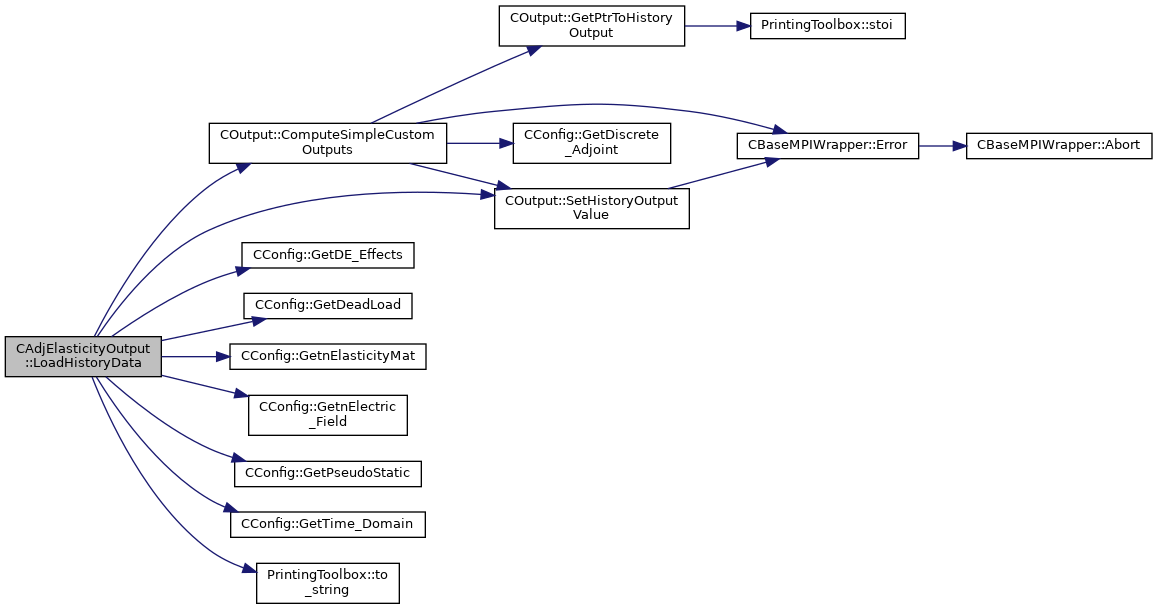 CAdjElasticityOutput
::LoadHistoryData
COutput::ComputeSimpleCustom
Outputs
COutput::GetPtrToHistory
Output
PrintingToolbox::stoi
CConfig::GetDiscrete
_Adjoint
CBaseMPIWrapper::Error
CBaseMPIWrapper::Abort
COutput::SetHistoryOutput
Value
CConfig::GetDE_Effects
CConfig::GetDeadLoad
CConfig::GetnElasticityMat
CConfig::GetnElectric
_Field
CConfig::GetPseudoStatic
CConfig::GetTime_Domain
PrintingToolbox::to
_string